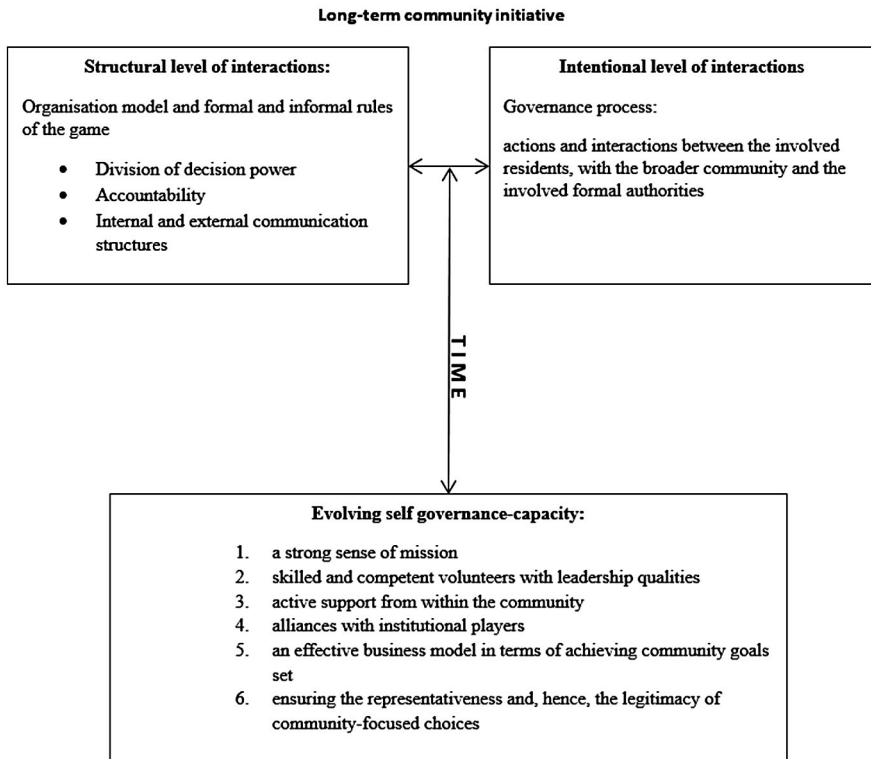 Long-term community initiative
Structural level of interactions:
Organisation model and formal and informal rules
of the game
• Division of decision power
• Accountability
• Internal and external communication
structures
Intentional level of interactions
Governance process:
actions and interactions between the involved
residents, with the broader community and the
involved formal authorities
TIME
Evolving self governance-capacity:
1. a strong sense of mission
2. skilled and competent volunteers with leadership qualities
3. active support from within the community
4. alliances with institutional players
5. an effective business model in terms of achieving community goals
set
6. ensuring the representativeness and, hence, the legitimacy of
community-focused choices